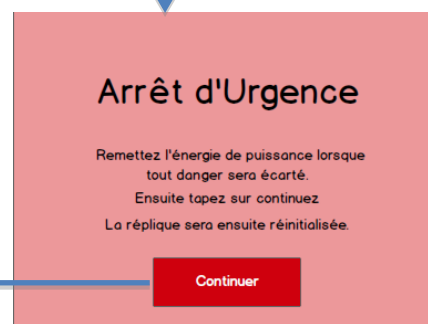 Arrêt d'Urgence
Remettez l'énergie de puissance lorsque
tout danger sera écarté.
Ensuite tapez sur continuez
La réplique sera ensuite réinitialisée.
Continuer